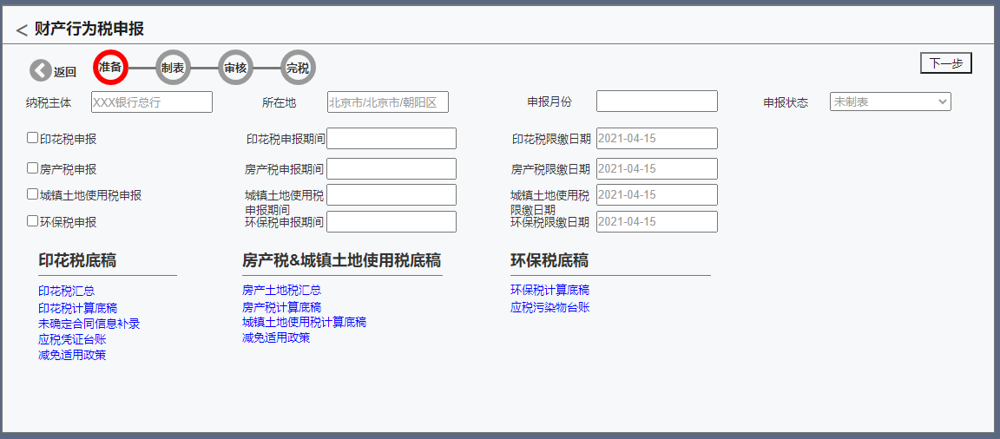 < 财产行为税申报
返回 准备 制表 审核 完税 下一步
纳税主体 XXX银行总行 所在地 北京市/北京市/朝阳区 申报月份 申报状态 未制表
印花税申报 印花税申报期间 印花税限缴日期 2021-04-15
房产税申报 房产税申报期间 房产税限缴日期 2021-04-15
城镇土地使用税申报 城镇土地使用税 城镇土地使用税 2021-04-15
申报期间 限缴日期
环保税申报 环保税申报期间 环保税限缴日期 2021-04-15
印花税底稿 房产税&城镇土地使用税底稿 环保税底稿
印花税汇总 房产土地税汇总 环保税计算底稿
印花税计算底稿 房产税计算底稿 应税污染物台账
未确定合同信息补录 城镇土地使用税计算底稿
应税凭证台账 减免适用政策
减免适用政策